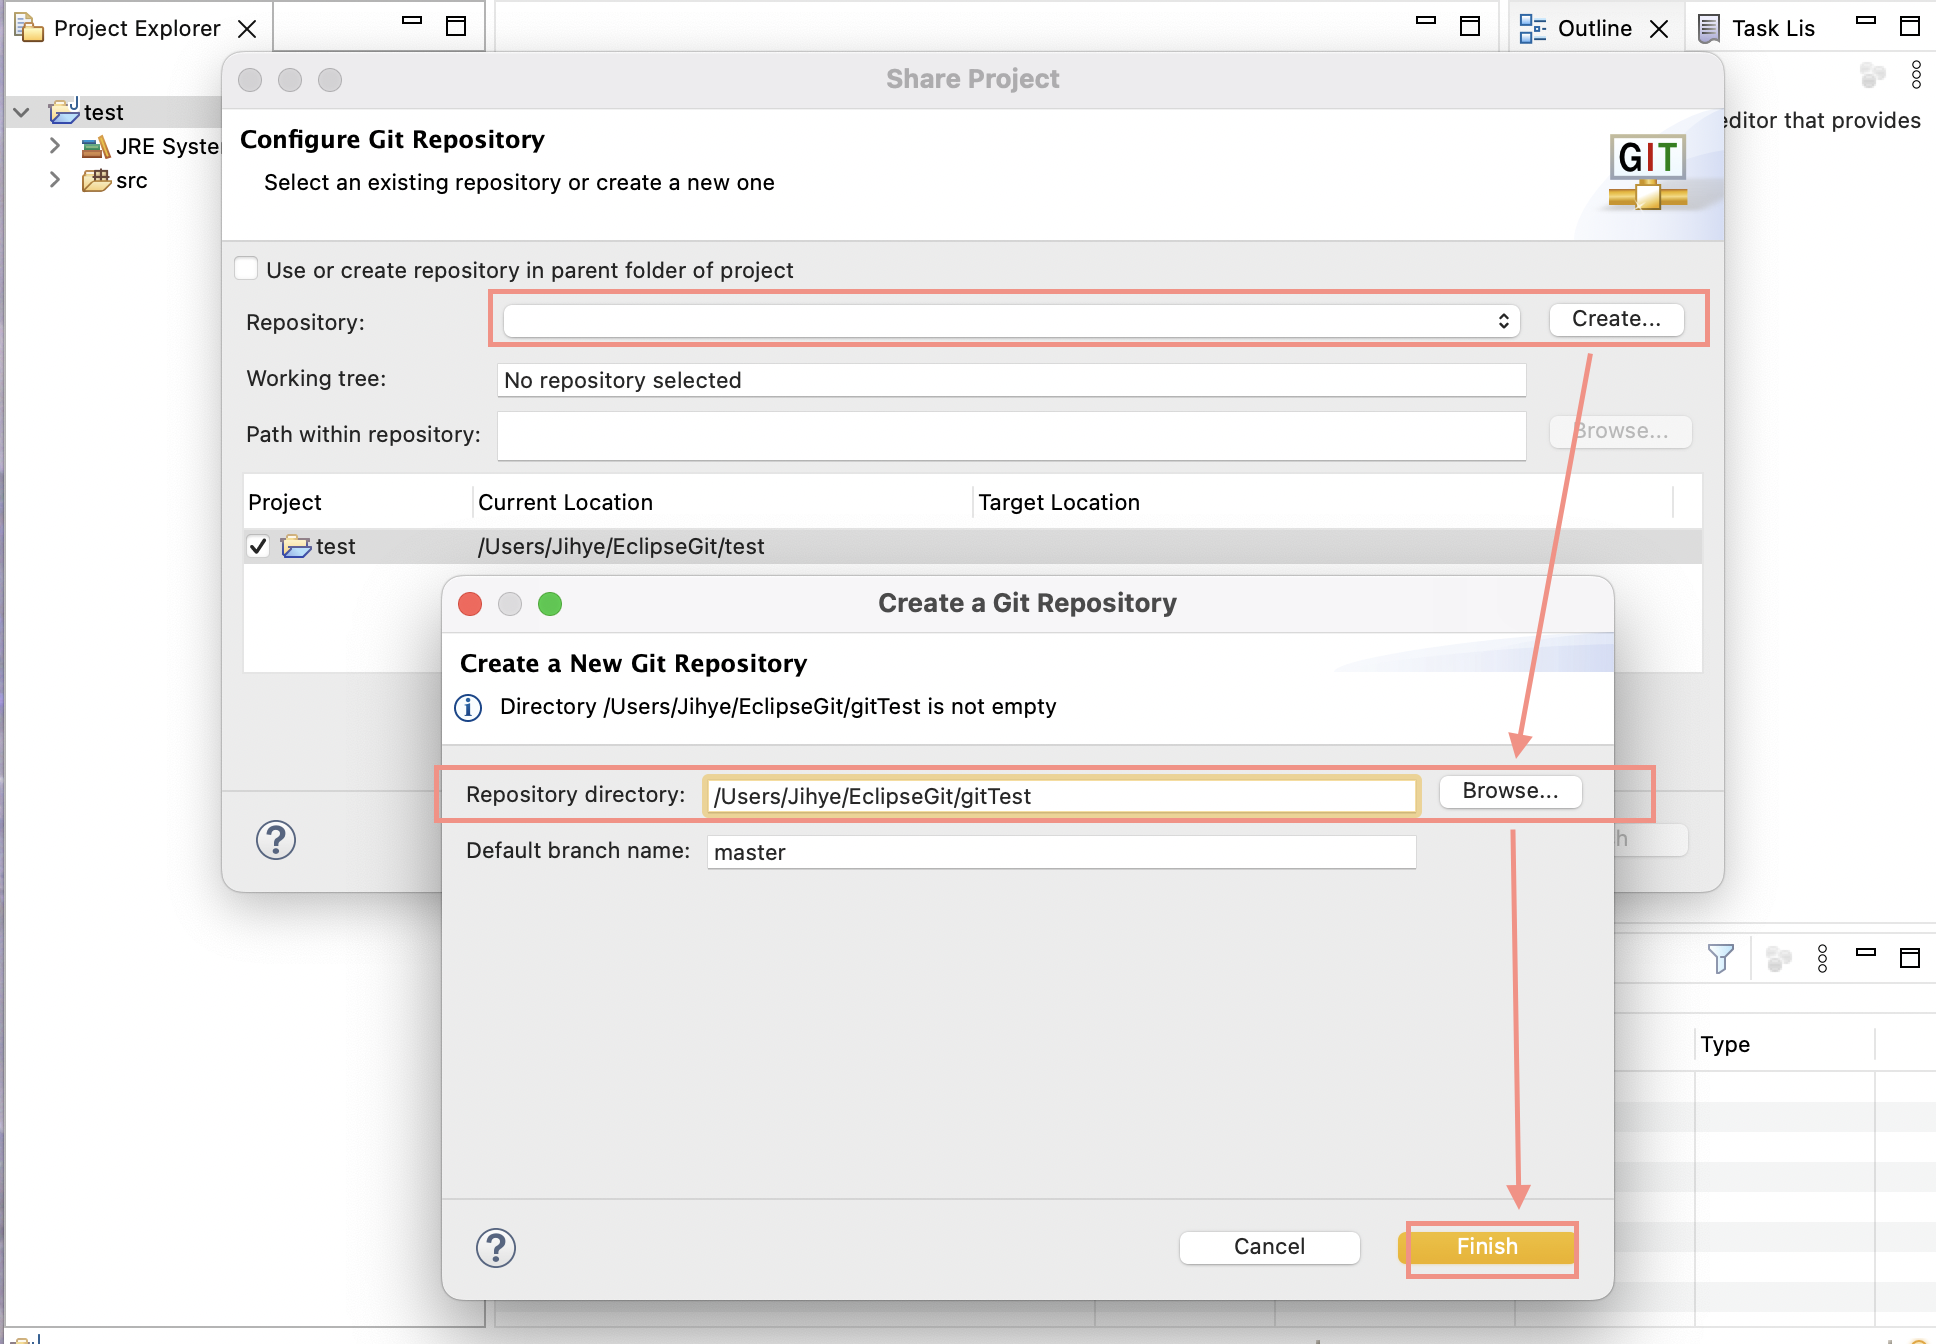 Project Explorer
Outline
Task Lis
Share Project
test
JRE Syste
src
editor that provides
Configure Git Repository
Select an existing repository or create a new one
GIT
Use or create repository in parent folder of project
Repository:
Create...
Working tree:
No repository selected
Path within repository:
Browse...
Project
Current Location
Target Location
test
/Users/Jihye/EclipseGit/test
Create a Git Repository
Create a New Git Repository
Directory /Users/Jihye/EclipseGit/gitTest is not empty
Repository directory:
/Users/Jihye/EclipseGit/gitTest
Browse...
Default branch name:
master
h
Type
Cancel
Finish